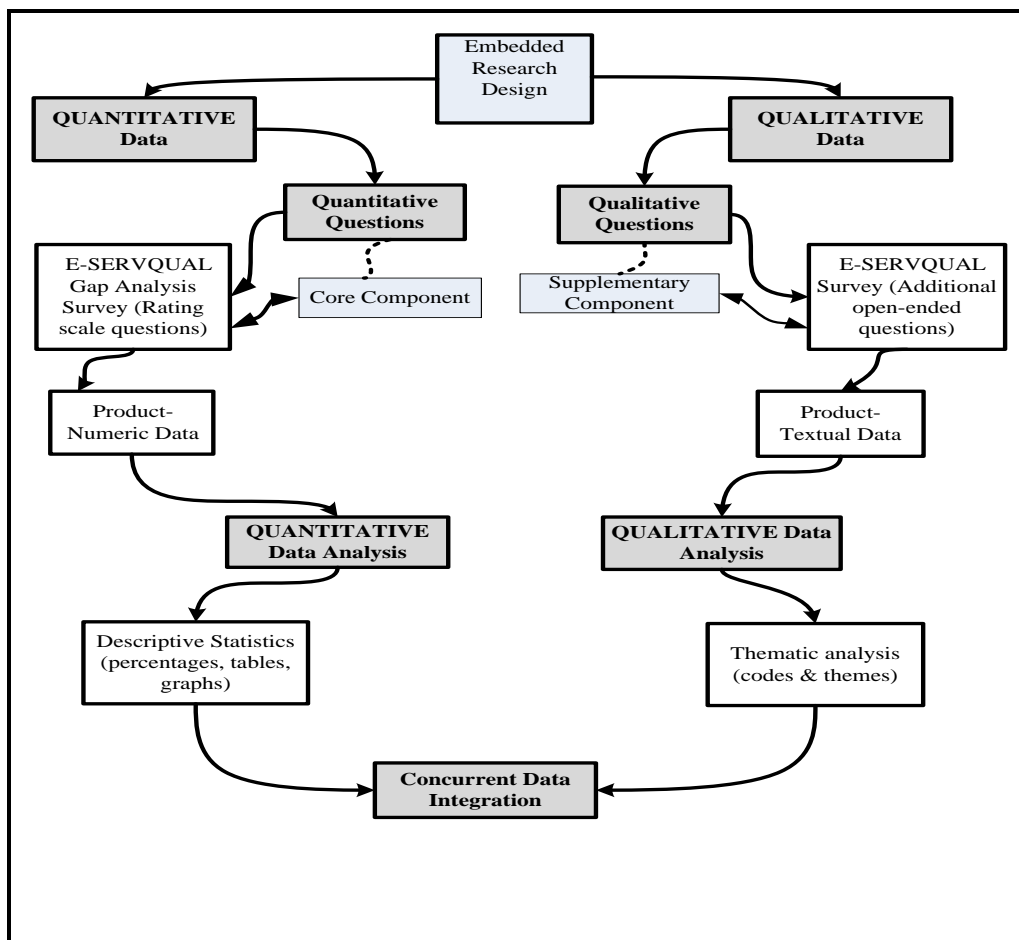 Embedded
Research
Design
QUANTITATIVE
Data
QUALITATIVE
Data
Quantitative
Questions
Qualitative
Questions
E-SERVQUAL
Gap Analysis
Survey (Rating
scale questions)
Core Component
Supplementary
Component
E-SERVQUAL
Survey (Additional
open-ended
questions)
Product-
Numeric Data
Product-
Textual Data
QUANTITATIVE
Data Analysis
QUALITATIVE Data
Analysis
Descriptive Statistics
(percentages, tables,
graphs)
Thematic analysis
(codes & themes)
Concurrent Data
Integration